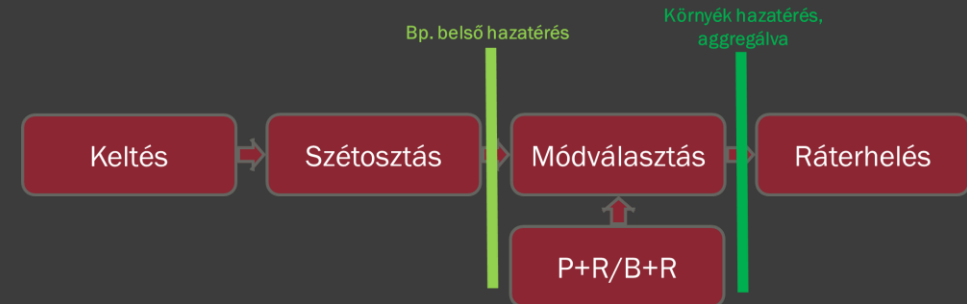 Környék hazatérés,
aggregálva
Bp. belső hazatérés
Keltés
Szétosztás
Módválasztás
Ráterhelés
P+R/B+R